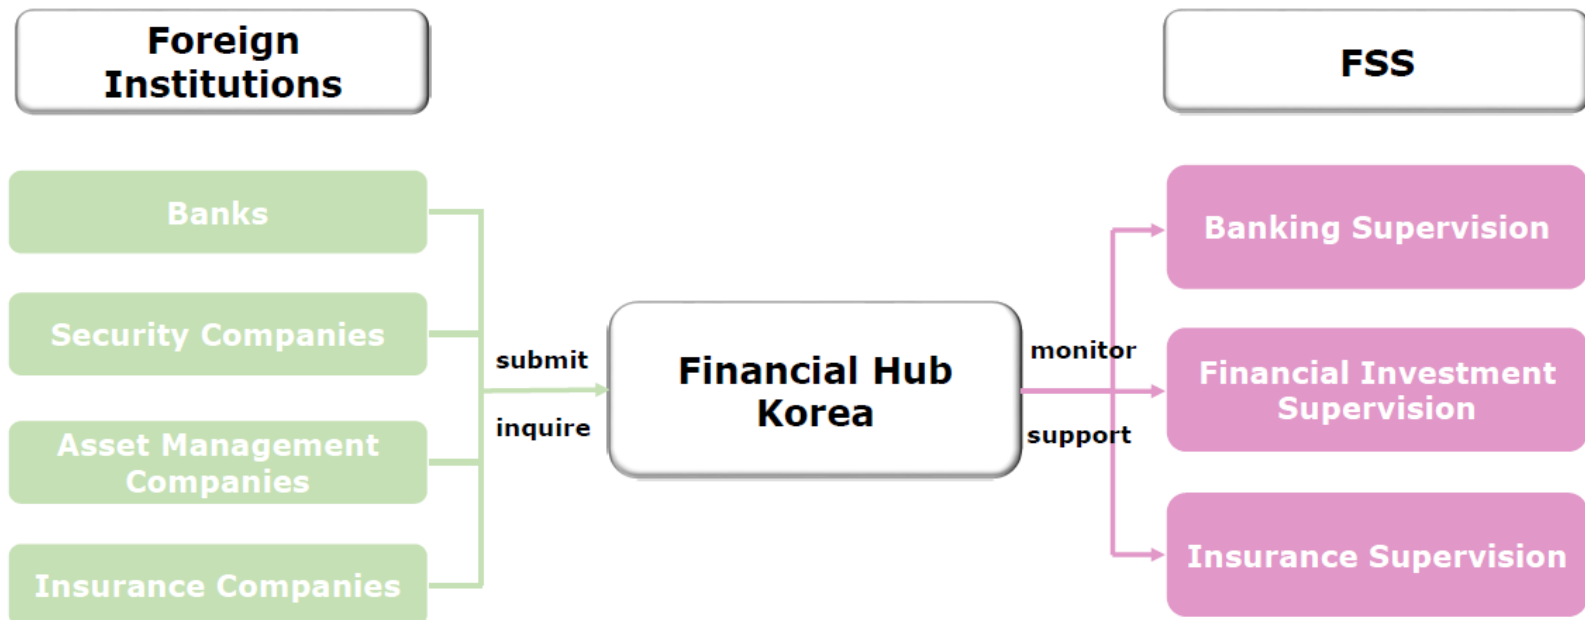 Foreign
Institutions
FSS
Banks
Security Companies
Asset Management
Companies
Insurance Companies
submit
inquire
Financial Hub
Korea
monitor
support
Banking Supervision
Financial Investment
Supervision
Insurance Supervision